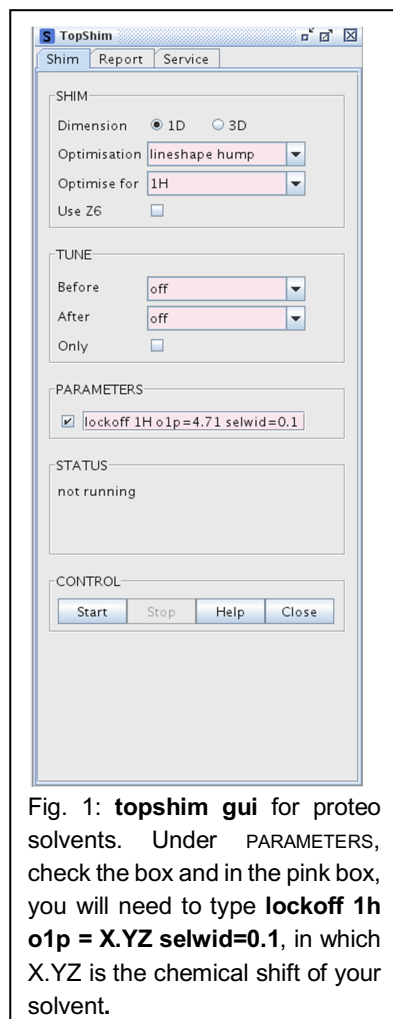 TopShim
Shim Report Service
SHIM
Dimension 1D 3D
Optimisation lineshape hump
Optimise for 1H
Use Z6
TUNE
Before off
After off
Only
PARAMETERS
lockoff 1H o1p=4.71 selwid=0.1
STATUS
not running
CONTROL
Start Stop Help Close
Fig. 1: topshim gui for proteo
solvents. Under PARAMETERS,
check the box and in the pink box,
you will need to type lockoff 1h
o1p = X.YZ selwid=0.1, in which
X.YZ is the chemical shift of your
solvent.